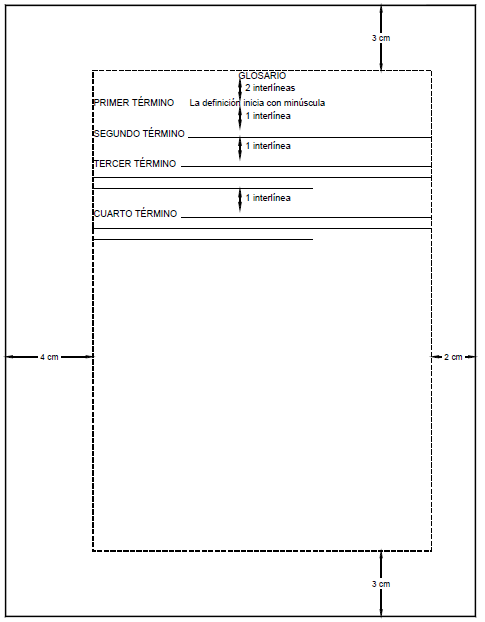 3 cm
GLOSARIO
2 interlíneas
PRIMER TÉRMINO La definición inicia con minúscula
1 interlínea
SEGUNDO TÉRMINO
1 interlínea
TERCER TÉRMINO
1 interlínea
CUARTO TÉRMINO
4 cm
2 cm
3 cm